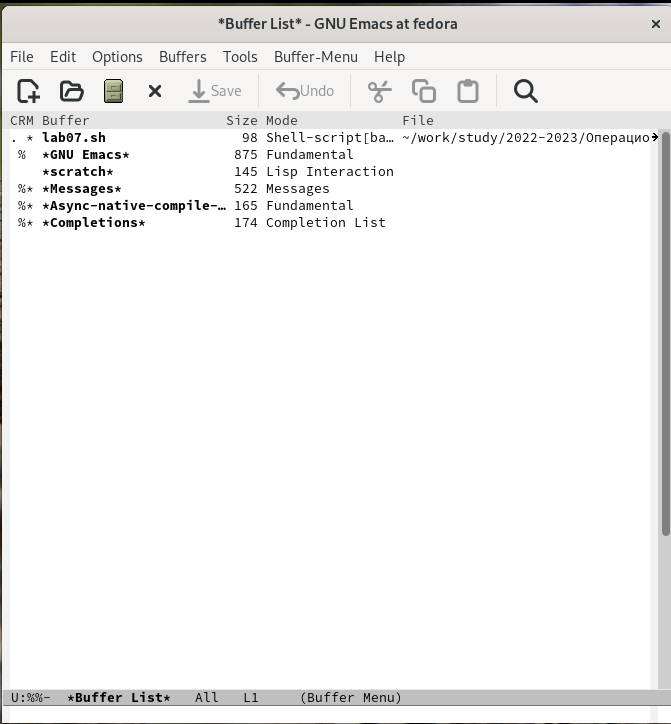 *Buffer List* - GNU Emacs at fedora ×
File Edit Options Buffers Tools Buffer-Menu Help
Save Undo
CRM Buffer Size Mode File
. * lab07.sh 98 Shell-script[ba… ~/work/study/2022-2023/Операцио→
% *GNU Emacs* 875 Fundamental
*scratch* 145 Lisp Interaction
%* *Messages* 522 Messages
%* *Async-native-compile-… 165 Fundamental
%* *Completions* 174 Completion List
U:%%- *Buffer List* All L1 (Buffer Menu)